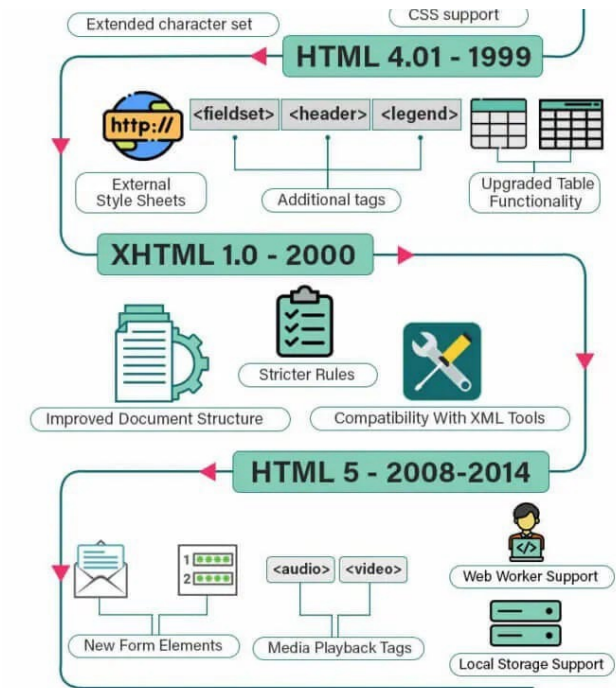 Extended character set
CSS support
HTML 4.01 - 1999
http://
<fieldset> <header> <legend>
External
Style Sheets
Additional tags
Upgraded Table
Functionality
XHTML 1.0 - 2000
Improved Document Structure
Stricter Rules
Compatibility With XML Tools
HTML 5 - 2008-2014
1
2
<audio> <video>
</>
Web Worker Support
New Form Elements
Media Playback Tags
Local Storage Support